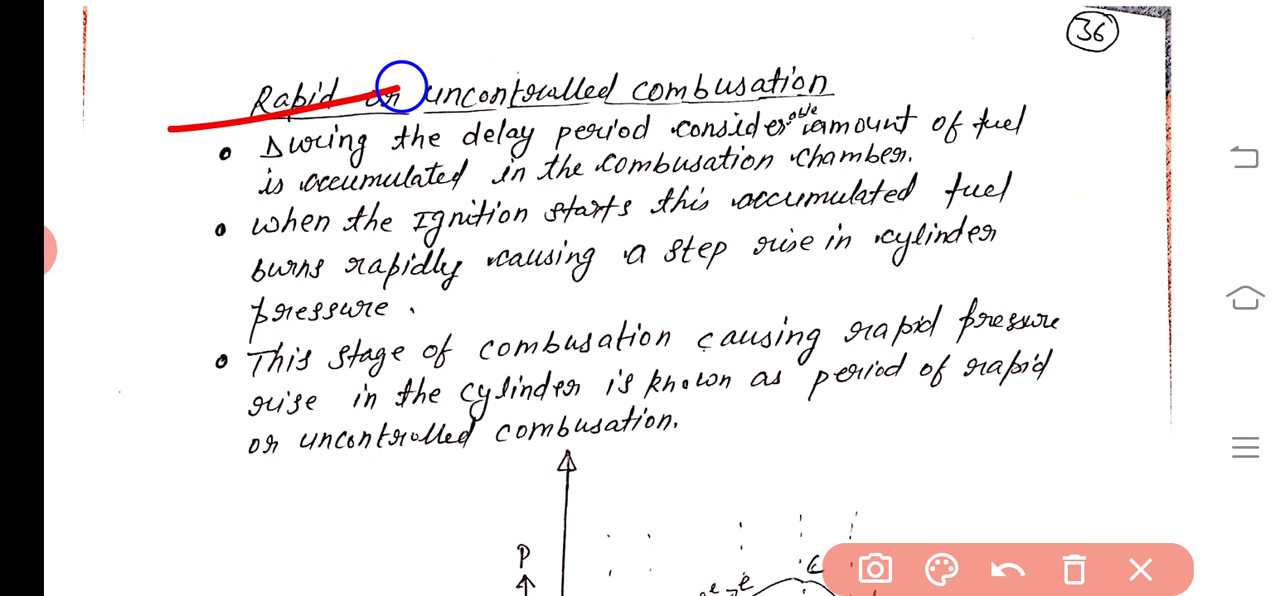 36
Rapid or uncontrolled combusation
During the delay period considerable amount of fuel
is accumulated in the combusation chamber.
when the Ignition starts this accumulated fuel
burns rapidly causing a step rise in cylinder
pressure.
This stage of combusation causing rapid pressure
rise in the cylinder is known as period of rapid
or uncontrolled combusation.
P